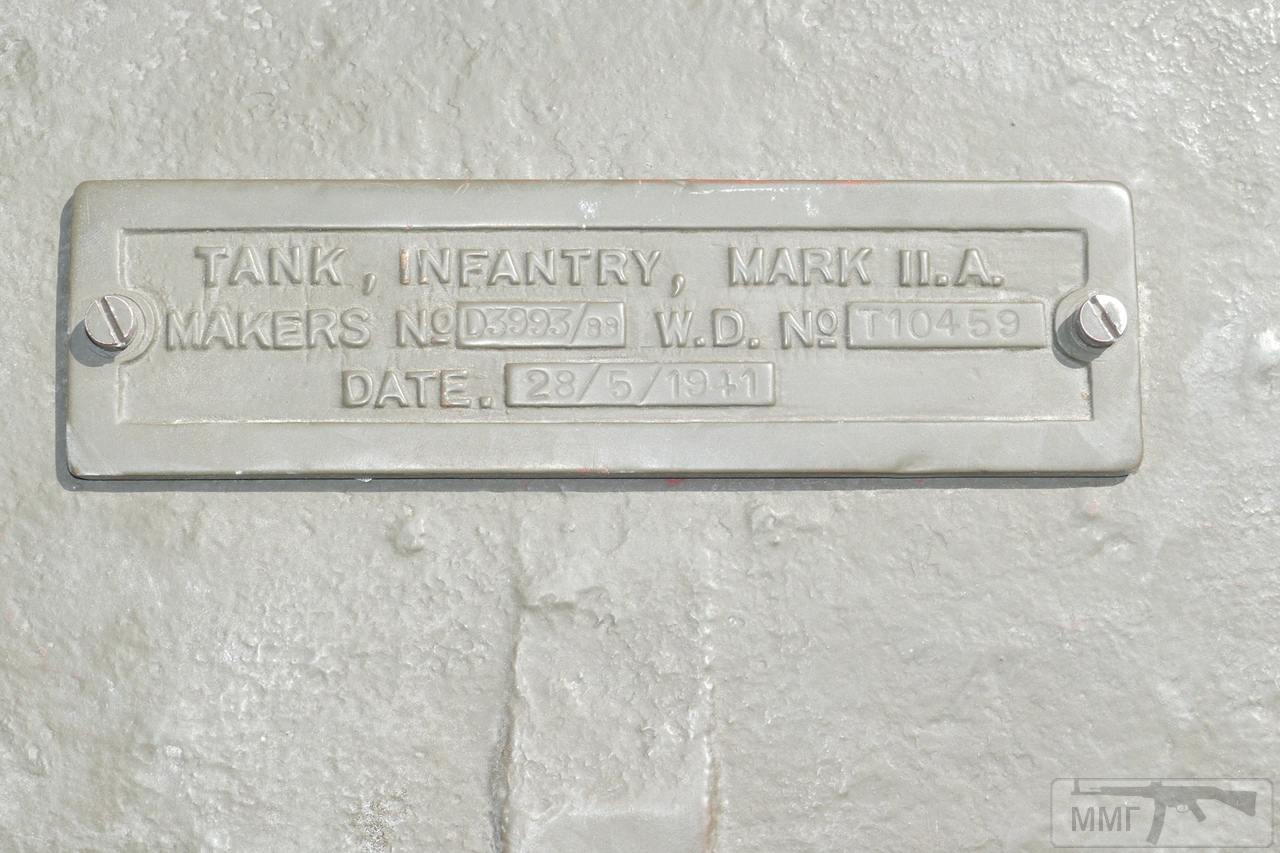 TANK, INFANTRY, MARK II.A.
MAKERS Nº D3993/88 W.D. Nº T10459
DATE. 28/5/1941
ММГ